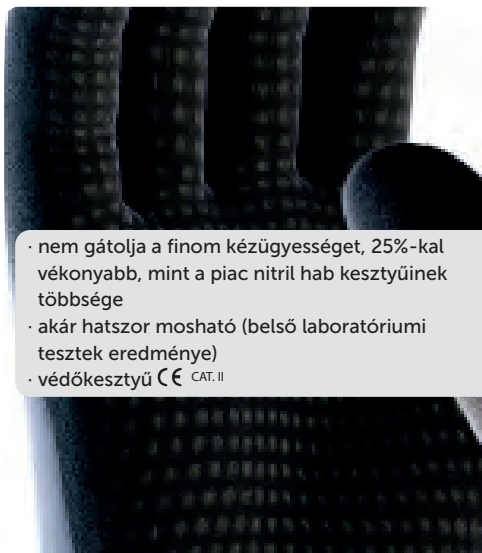 · nem gátolja a finom kézügyességet, 25%-kal
vékonyabb, mint a piac nitril hab kesztyűinek
többsége
· akár hatszor mosható (belső laboratóriumi
tesztek eredménye)
· védőkesztyű CE CAT. II